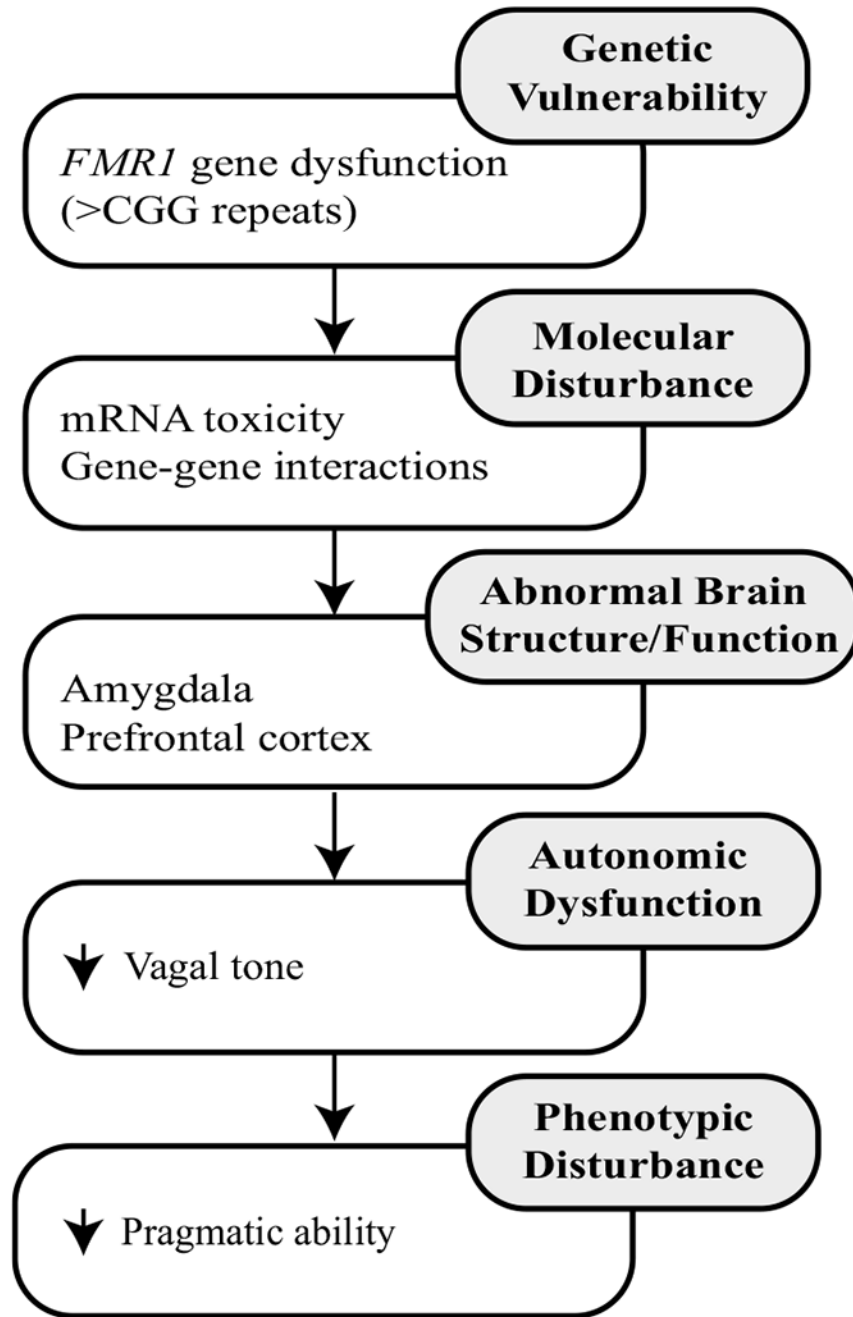 Genetic
Vulnerability
FMR1 gene dysfunction
(>CGG repeats)
Molecular
Disturbance
mRNA toxicity
Gene-gene interactions
Abnormal Brain
Structure/Function
Amygdala
Prefrontal cortex
Autonomic
Dysfunction
Vagal tone
Phenotypic
Disturbance
Pragmatic ability